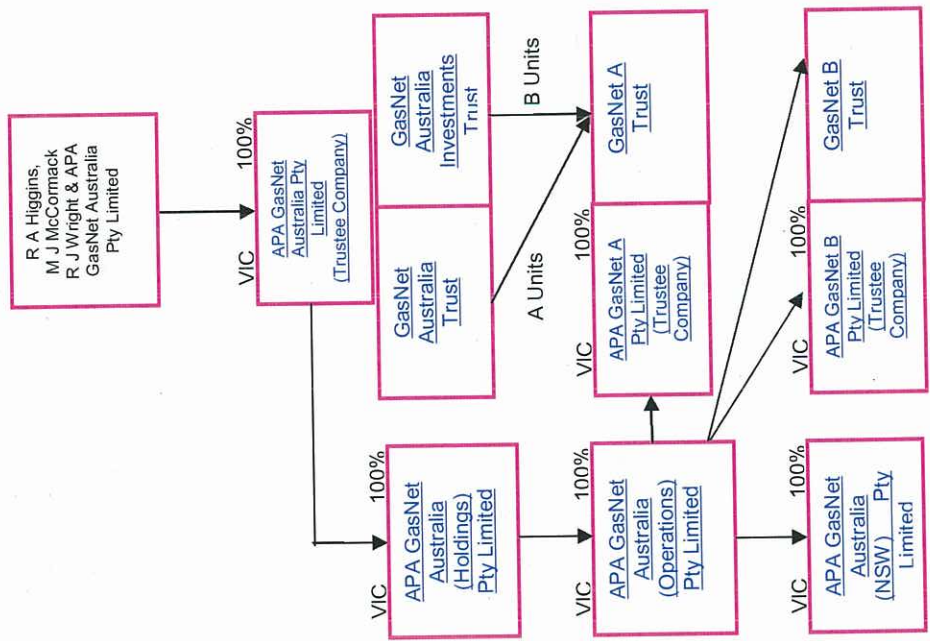 R A Higgins,
M J McCormack
R J Wright & APA
GasNet Australia
Pty Limited
VIC 100%
APA GasNet
Australia Pty
Limited
(Trustee Company)
GasNet
Australia
Trust
GasNet
Australia
Investments
Trust
A Units
B Units
VIC 100%
APA GasNet
Australia
(Holdings)
Pty Limited
VIC 100%
APA GasNet
Australia
(Operations)
Pty Limited
VIC 100%
APA GasNet A
Pty Limited
(Trustee
Company)
GasNet A
Trust
VIC 100%
APA GasNet
Australia
(NSW) Pty
Limited
VIC 100%
APA GasNet B
Pty Limited
(Trustee
Company)
GasNet B
Trust